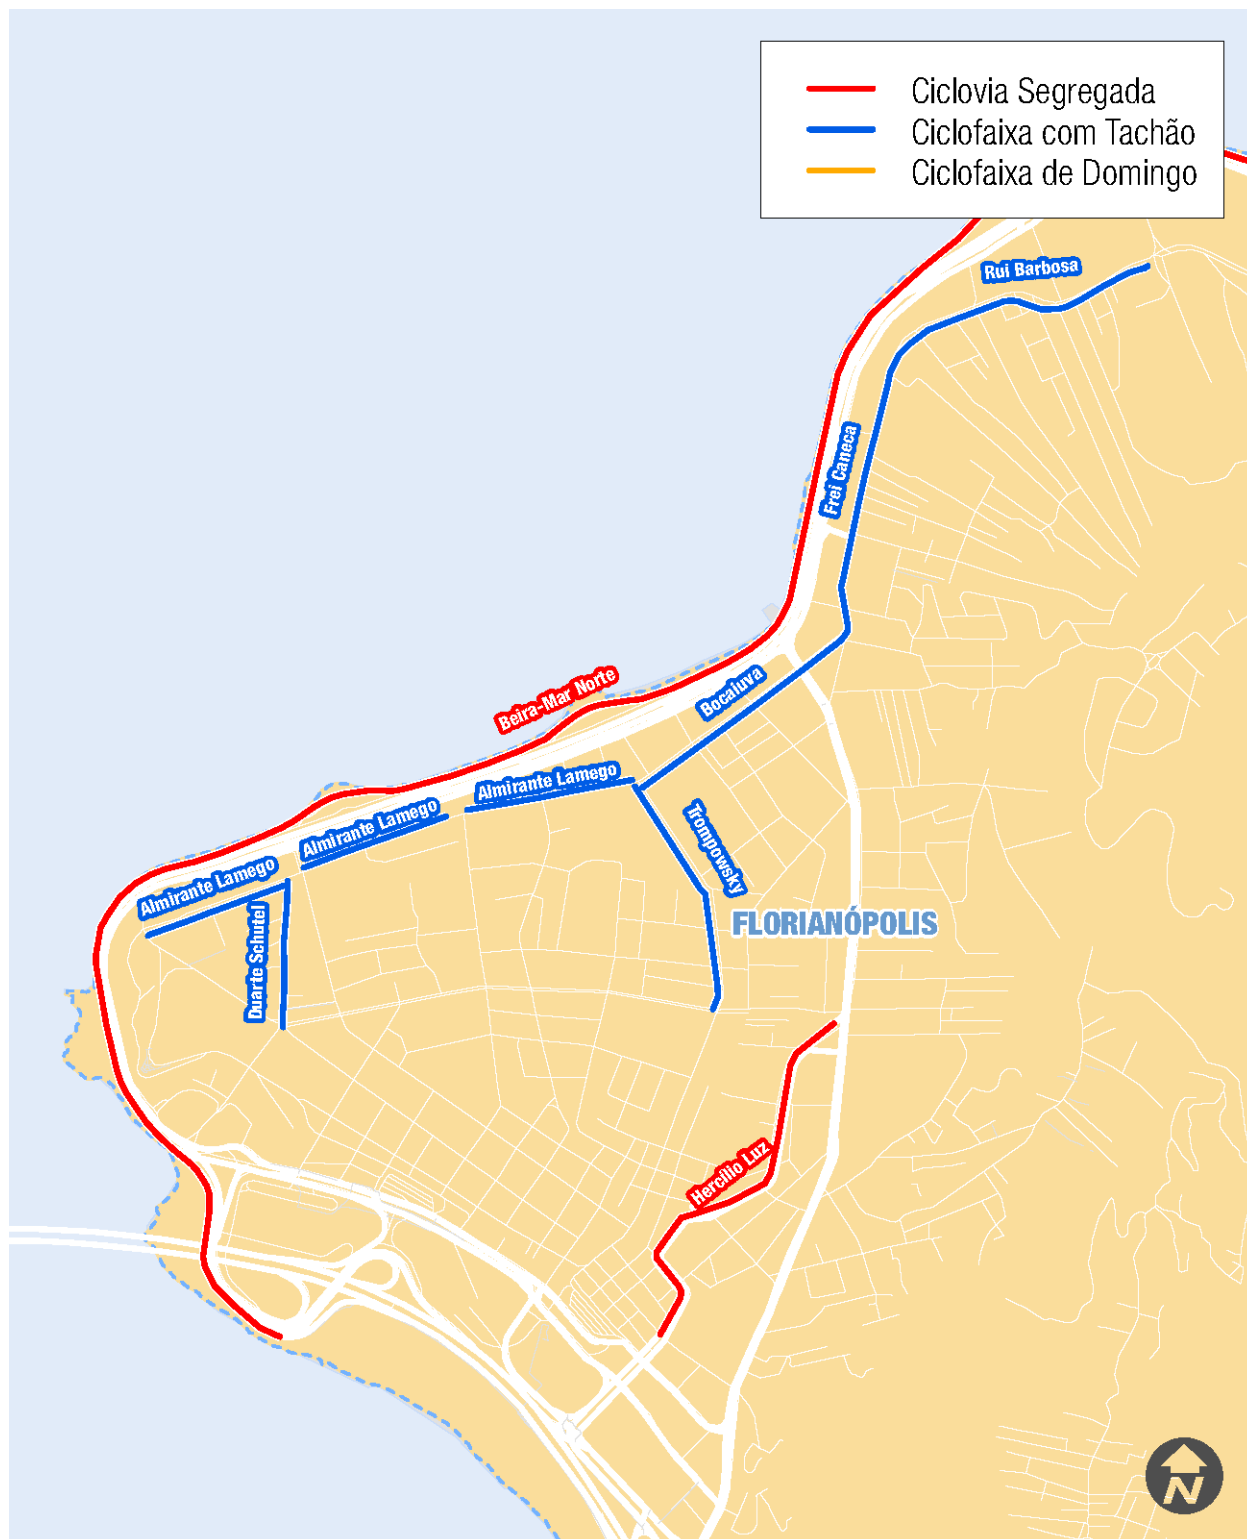 Ciclovia Segregada
Ciclofaixa com Tachão
Ciclofaixa de Domingo
Rui Barbosa
Frei Caneca
Beira-Mar Norte
Bocaiuva
Almirante Lamego
Almirante Lamego
Trompowsky
Almirante Lamego
Duarte Schutel
FLORIANÓPOLIS
Hercílio Luz
N